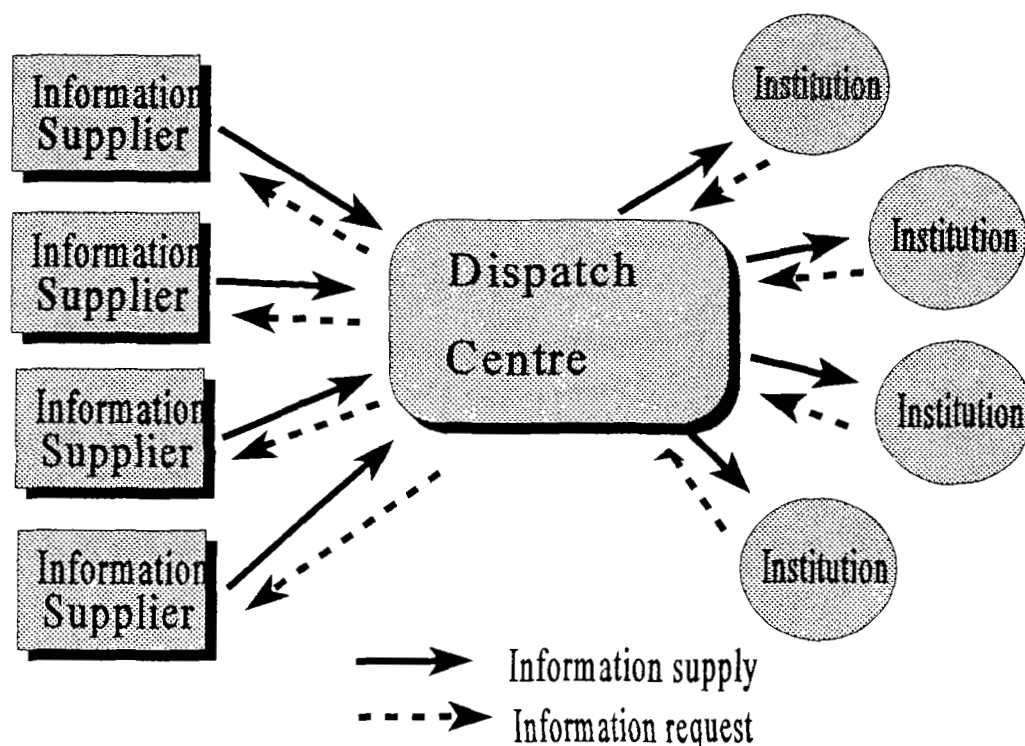 Information
Supplier
Information
Supplier
Information
Supplier
Information
Supplier
Dispatch
Centre
Institution
Institution
Institution
Institution
Information supply
Information request